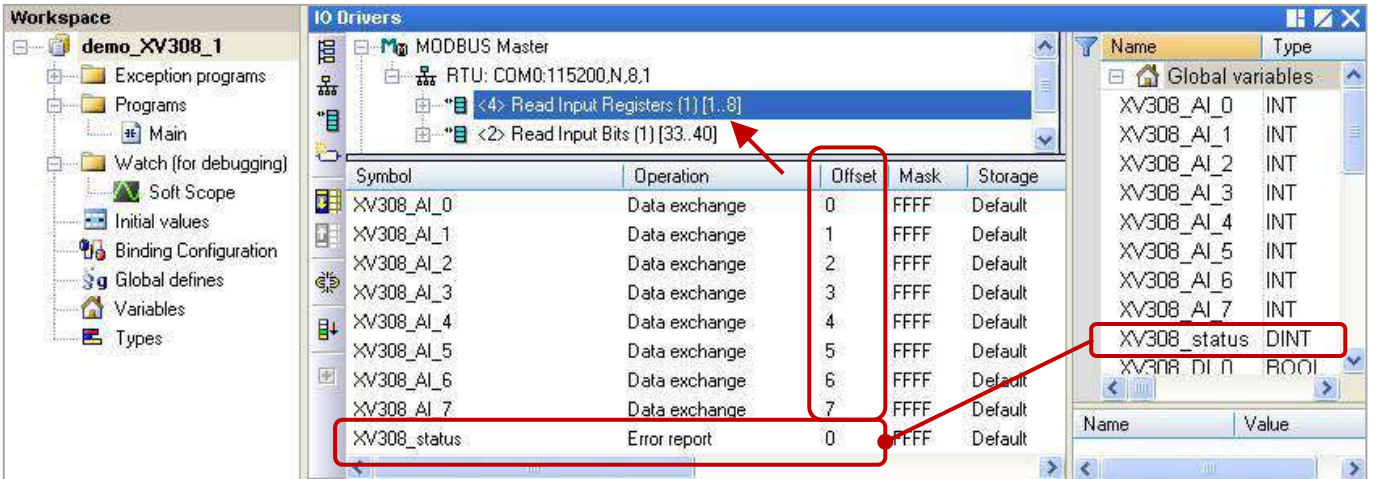 Workspace
demo_XV308_1
Exception programs
Programs
Main
Watch (for debugging)
Soft Scope
Initial values
Binding Configuration
Global defines
Variables
Types
IO Drivers
MODBUS Master
RTU: COM0:115200,N,8,1
<4> Read Input Registers (1) [1..8]
<2> Read Input Bits (1) [33..40]
Symbol Operation Offset Mask Storage
XV308_AI_0 Data exchange 0 FFFF Default
XV308_AI_1 Data exchange 1 FFFF Default
XV308_AI_2 Data exchange 2 FFFF Default
XV308_AI_3 Data exchange 3 FFFF Default
XV308_AI_4 Data exchange 4 FFFF Default
XV308_AI_5 Data exchange 5 FFFF Default
XV308_AI_6 Data exchange 6 FFFF Default
XV308_AI_7 Data exchange 7 FFFF Default
XV308_status Error report 0 FFFF Default
Name Type
Global variables
XV308_AI_0 INT
XV308_AI_1 INT
XV308_AI_2 INT
XV308_AI_3 INT
XV308_AI_4 INT
XV308_AI_5 INT
XV308_AI_6 INT
XV308_AI_7 INT
XV308_status DINT
XV308_DI_0 BOOL
Name Value